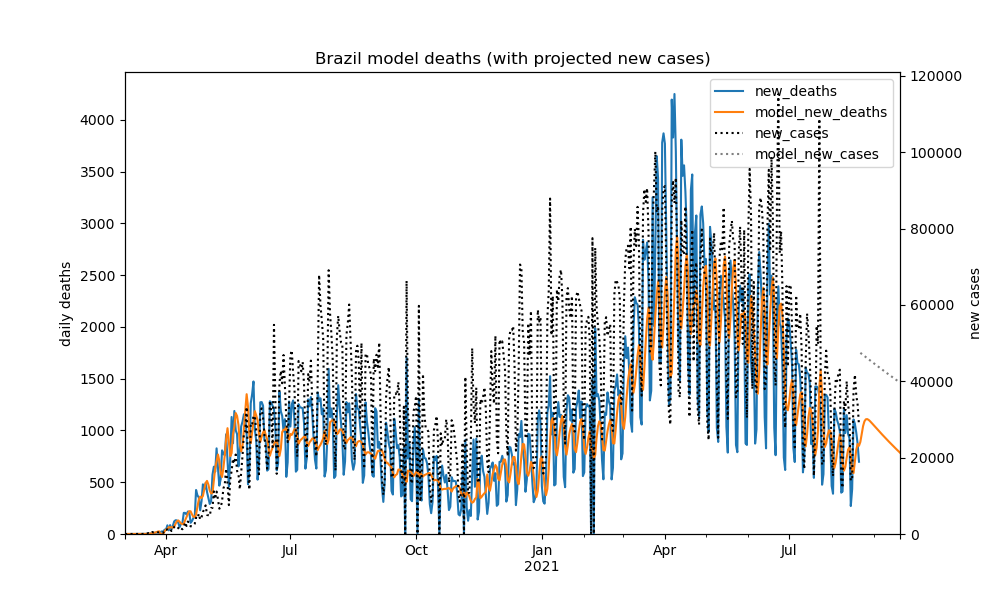 Brazil model deaths (with projected new cases)
new_deaths
model_new_deaths
new_cases
model_new_cases
daily deaths
4000
3500
3000
2500
2000
1500
1000
500
0
new cases
120000
100000
80000
60000
40000
20000
0
Apr
Jul
Oct
Jan
2021
Apr
Jul